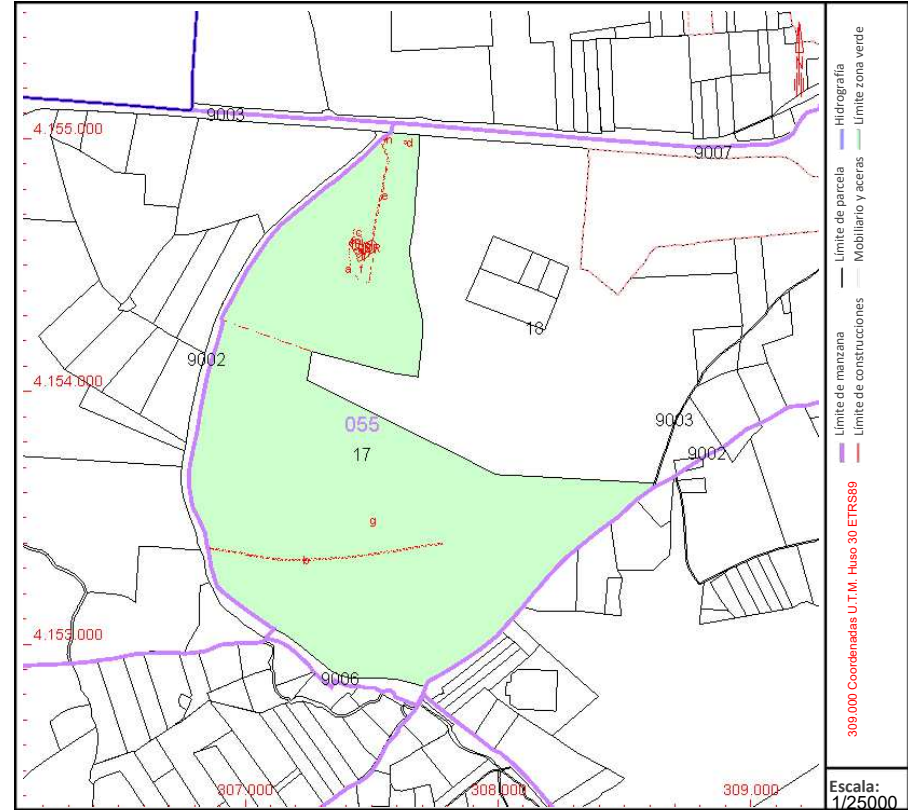 9003
4.155.000
n
d
9007
e
c
R
a
f
18
9002
4.154.000
055
17
9003
9002
g
b
4.153.000
9006
307.000
308.000
309.000
Límite de manzana
Límite de parcela
Hidrografía
Límite de construcciones
Mobiliario y aceras
Límite zona verde
309.000 Coordenadas U.T.M. Huso 30 ETRS89
Escala:
1/25000